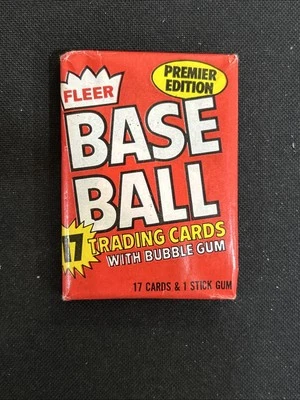 FLEER
PREMIER
EDITION
BASE
BALL
17 TRADING CARDS
WITH BUBBLE GUM
17 CARDS & 1 STICK GUM